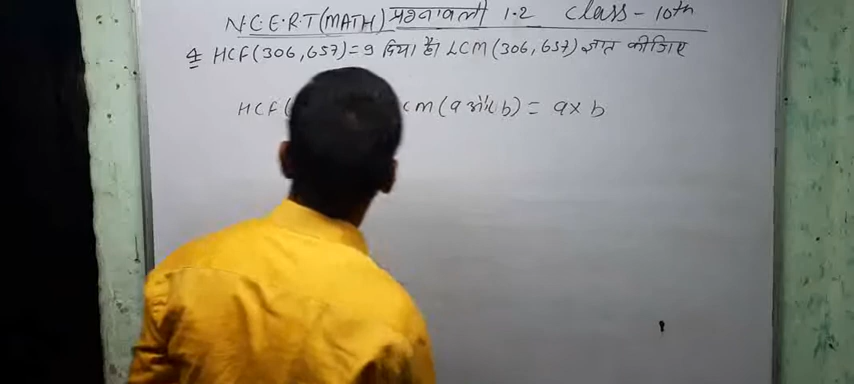 N.C.E.R.T(MATH) प्रश्नावली 1.2 Class - 10th
4 HCF(306,657)=9 दिया है। LCM(306,657) ज्ञात कीजिए
HCF( CM(a और b) = a × b